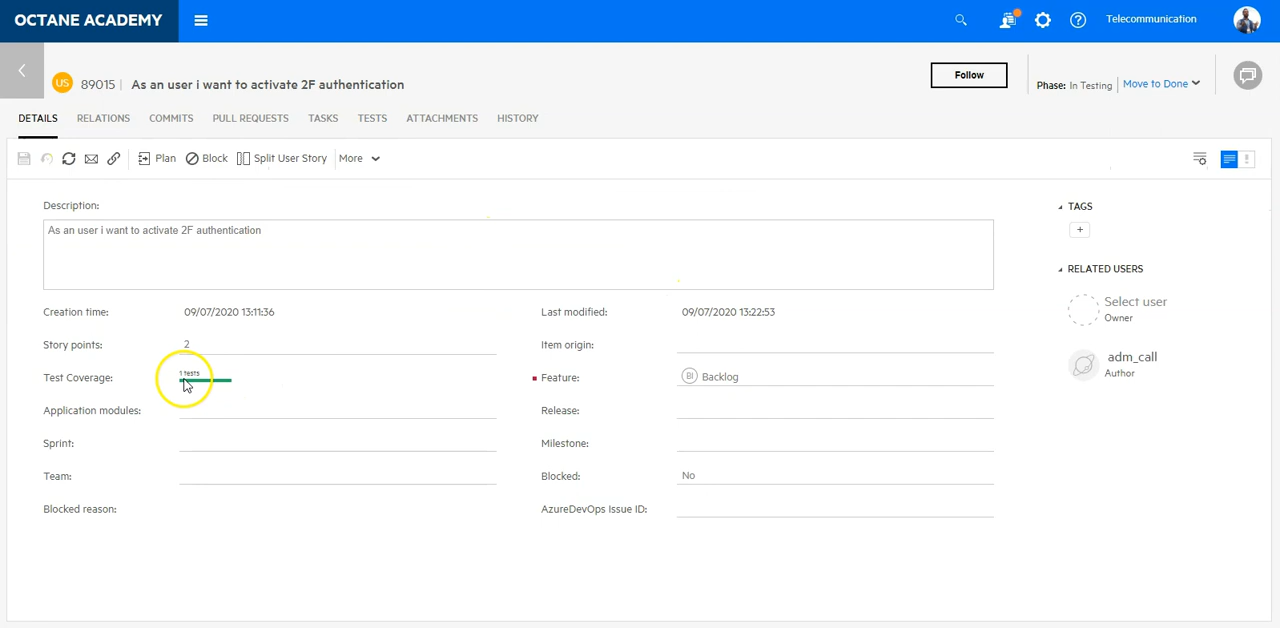 OCTANE ACADEMY
Telecommunication
US 89015 | As an user i want to activate 2F authentication
Follow
Phase: In Testing
Move to Done
DETAILS RELATIONS COMMITS PULL REQUESTS TASKS TESTS ATTACHMENTS HISTORY
Plan Block Split User Story More
Description:
As an user i want to activate 2F authentication
TAGS
+
RELATED USERS
Select user
Owner
adm_call
Author
Creation time: 09/07/2020 13:11:36
Last modified: 09/07/2020 13:22:53
Story points: 2
Item origin:
Test Coverage: 1 tests
Feature: BI Backlog
Application modules:
Release:
Sprint:
Milestone:
Team:
Blocked: No
Blocked reason:
AzureDevOps Issue ID: